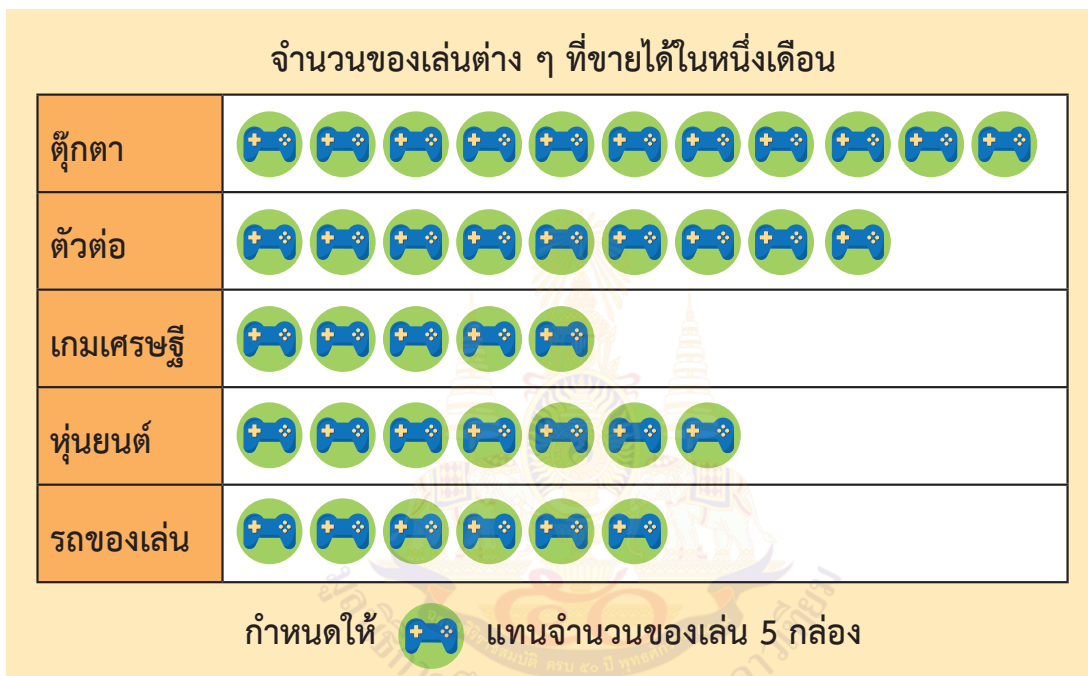 จำนวนของเล่นต่าง ๆ ที่ขายได้ในหนึ่งเดือน
ตุ๊กตา
ตัวต่อ
เกมเศรษฐี
หุ่นยนต์
รถของเล่น
กำหนดให้ แทนจำนวนของเล่น 5 กล่อง